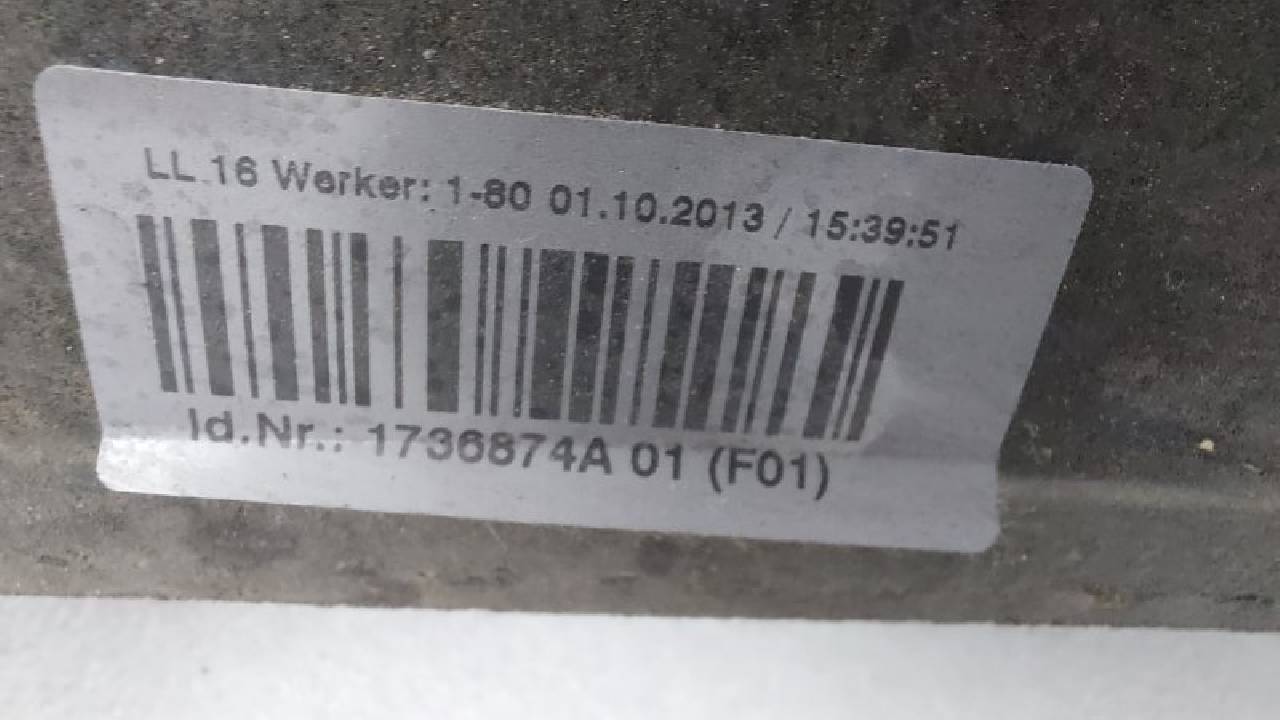 LL 16 Werker: 1-80 01.10.2013 / 15:39:51
Id.Nr.: 1736874A 01 (F01)